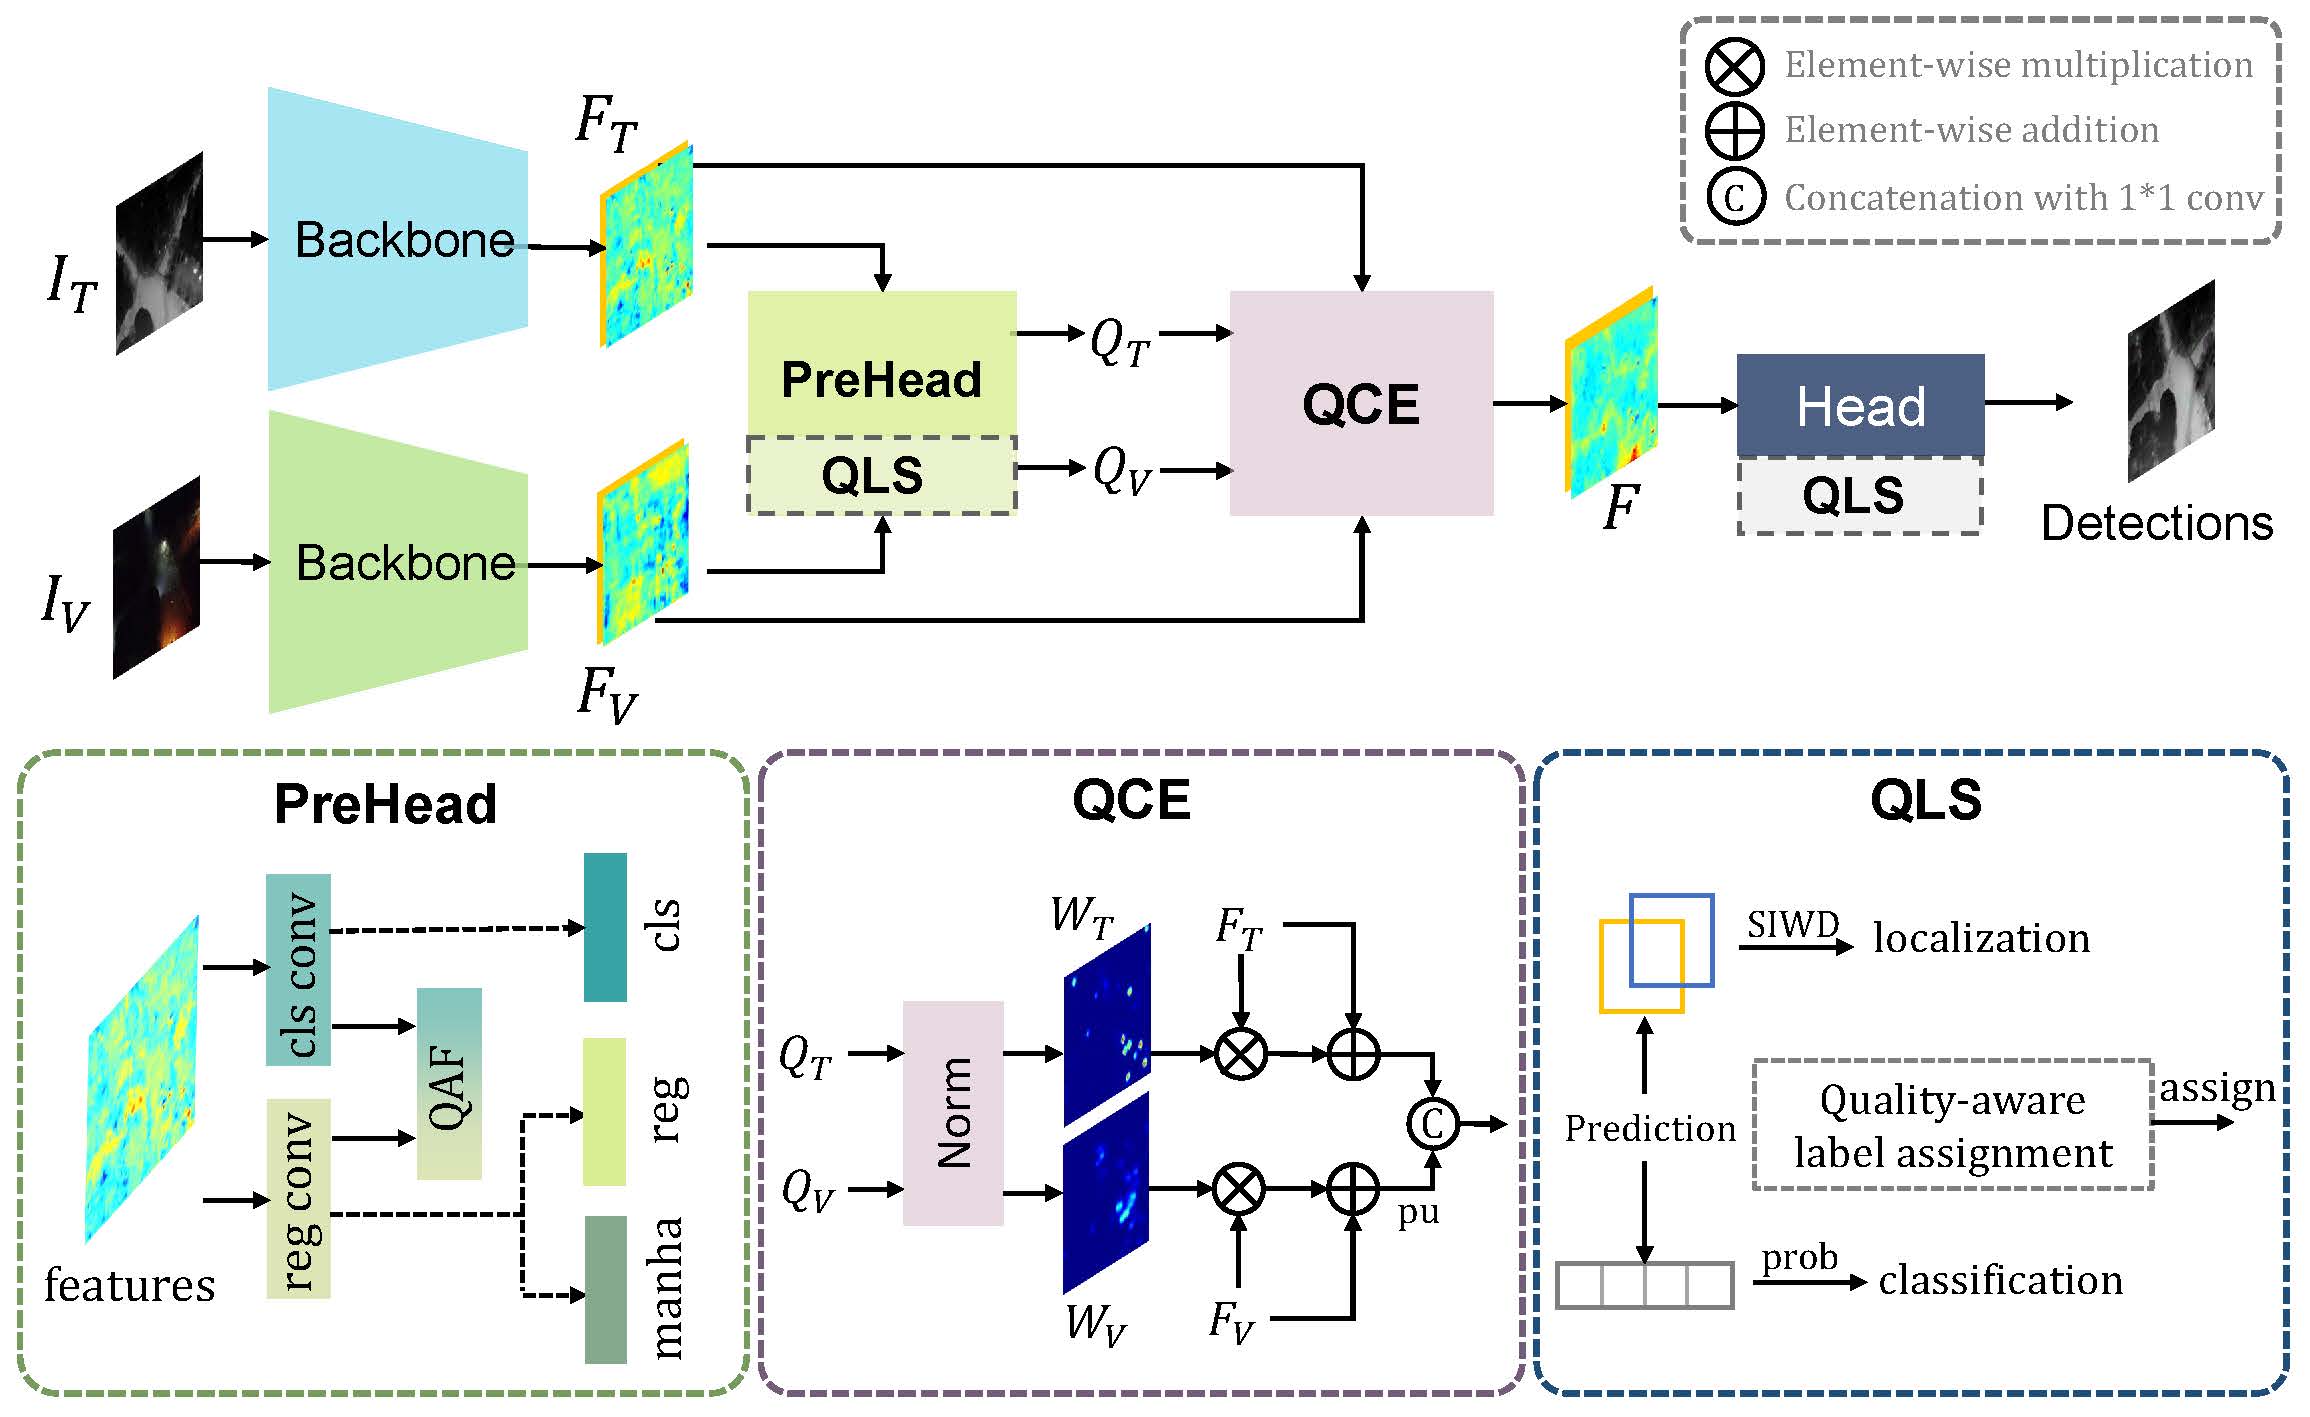 Element-wise multiplication
Element-wise addition
C Concatenation with 1*1 conv
I_T
Backbone
F_T
PreHead
QLS
Q_T
Q_V
QCE
F
Head
QLS
Detections
I_V
Backbone
F_V
PreHead
cls conv
reg conv
QAF
cls
reg
manha
features
QCE
Q_T
Q_V
Norm
W_T
W_V
F_T
F_V
C
pu
QLS
SIWD
localization
Prediction
Quality-aware
label assignment
assign
prob
classification